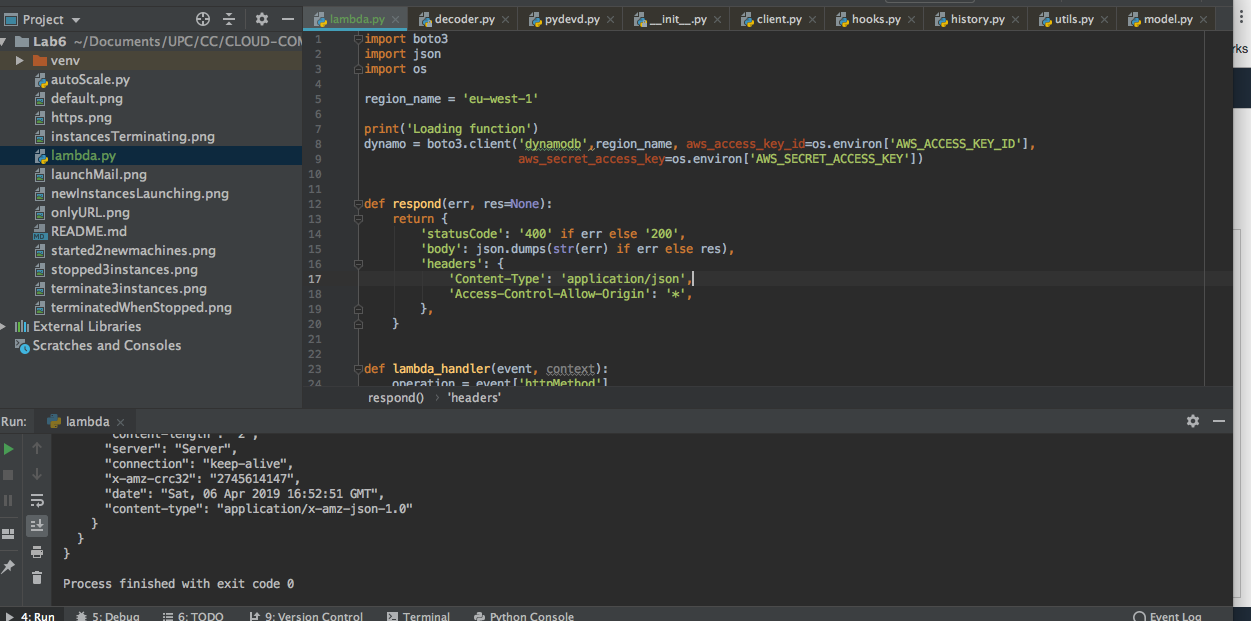 Project
lambda.py decoder.py pydevd.py __init__.py client.py hooks.py history.py utils.py model.py
Lab6 ~/Documents/UPC/CC/CLOUD-COM
venv
autoScale.py
default.png
https.png
instancesTerminating.png
lambda.py
launchMail.png
newInstancesLaunching.png
onlyURL.png
README.md
started2newmachines.png
stopped3instances.png
terminate3instances.png
terminatedWhenStopped.png
External Libraries
Scratches and Consoles
1 import boto3
2 import json
3 import os
4
5 region_name = 'eu-west-1'
6
7 print('Loading function')
8 dynamo = boto3.client('dynamodb',region_name, aws_access_key_id=os.environ['AWS_ACCESS_KEY_ID'],
9 aws_secret_access_key=os.environ['AWS_SECRET_ACCESS_KEY'])
10
11
12 def respond(err, res=None):
13 return {
14 'statusCode': '400' if err else '200',
15 'body': json.dumps(str(err) if err else res),
16 'headers': {
17 'Content-Type': 'application/json',
18 'Access-Control-Allow-Origin': '*',
19 },
20 }
21
22
23 def lambda_handler(event, context):
24 operation = event['httpMethod']
respond() › 'headers'
rks
Run: lambda
"content-length": "2",
"server": "Server",
"connection": "keep-alive",
"x-amz-crc32": "2745614147",
"date": "Sat, 06 Apr 2019 16:52:51 GMT",
"content-type": "application/x-amz-json-1.0"
}
}
}
Process finished with exit code 0
4: Run 5: Debug 6: TODO 9: Version Control Terminal Python Console Event Log